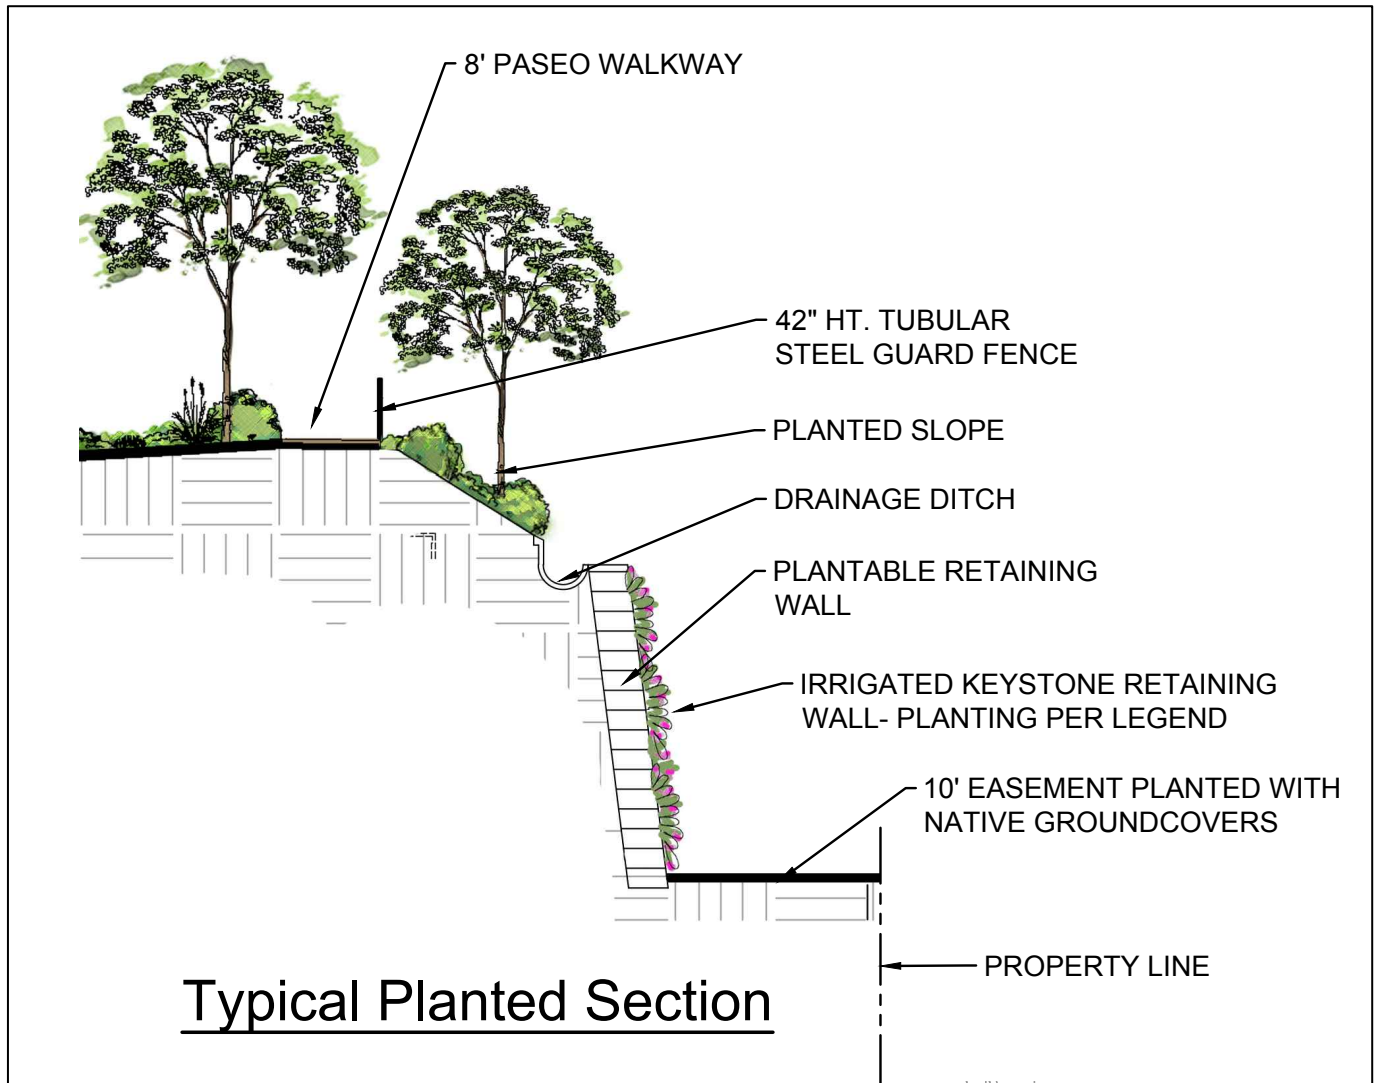 8' PASEO WALKWAY
42" HT. TUBULAR
STEEL GUARD FENCE
PLANTED SLOPE
DRAINAGE DITCH
PLANTABLE RETAINING
WALL
IRRIGATED KEYSTONE RETAINING
WALL- PLANTING PER LEGEND
10' EASEMENT PLANTED WITH
NATIVE GROUNDCOVERS
PROPERTY LINE
Typical Planted Section